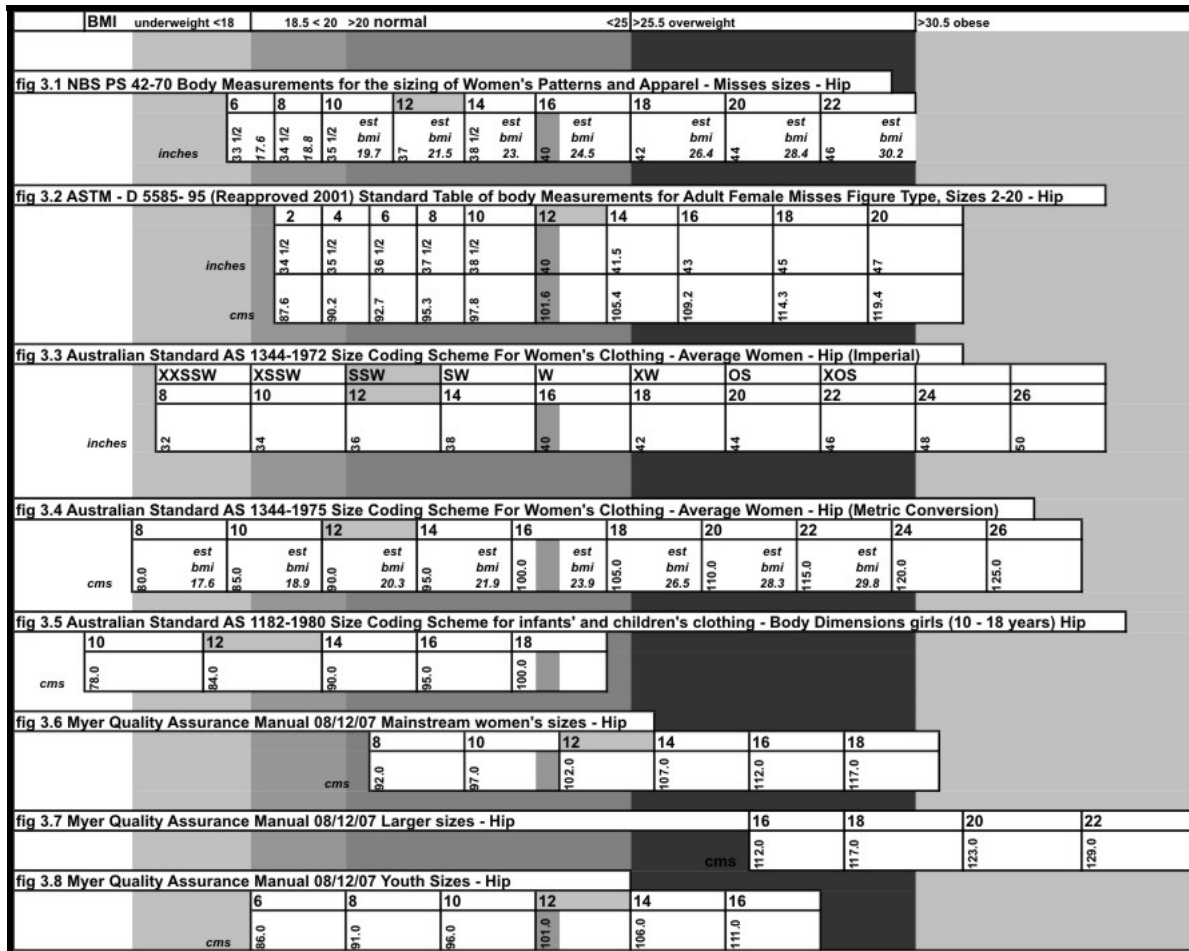 BMI underweight <18 18.5 < 20 >20 normal <25 >25.5 overweight >30.5 obese
fig 3.1 NBS PS 42-70 Body Measurements for the sizing of Women's Patterns and Apparel - Misses sizes - Hip
6 8 10 12 14 16 18 20 22
inches 33 1/2 17.6 34 1/2 18.8 35 1/2 est bmi 19.7 37 est bmi 21.5 38 1/2 est bmi 23. 40 est bmi 24.5 42 est bmi 26.4 44 est bmi 28.4 46 est bmi 30.2
fig 3.2 ASTM - D 5585- 95 (Reapproved 2001) Standard Table of body Measurements for Adult Female Misses Figure Type, Sizes 2-20 - Hip
2 4 6 8 10 12 14 16 18 20
inches 34 1/2 35 1/2 36 1/2 37 1/2 38 1/2 40 41.5 43 45 47
cms 87.6 90.2 92.7 95.3 97.8 101.6 105.4 109.2 114.3 119.4
fig 3.3 Australian Standard AS 1344-1972 Size Coding Scheme For Women's Clothing - Average Women - Hip (Imperial)
XXSSW XSSW SSW SW W XW OS XOS
8 10 12 14 16 18 20 22 24 26
inches 32 34 36 38 40 42 44 46 48 50
fig 3.4 Australian Standard AS 1344-1975 Size Coding Scheme For Women's Clothing - Average Women - Hip (Metric Conversion)
8 10 12 14 16 18 20 22 24 26
cms 80.0 est bmi 17.6 85.0 est bmi 18.9 90.0 est bmi 20.3 95.0 est bmi 21.9 100.0 est bmi 23.9 105.0 est bmi 26.5 110.0 est bmi 28.3 115.0 est bmi 29.8 120.0 125.0
fig 3.5 Australian Standard AS 1182-1980 Size Coding Scheme for infants' and children's clothing - Body Dimensions girls (10 - 18 years) Hip
10 12 14 16 18
cms 78.0 84.0 90.0 95.0 100.0
fig 3.6 Myer Quality Assurance Manual 08/12/07 Mainstream women's sizes - Hip
8 10 12 14 16 18
cms 92.0 97.0 102.0 107.0 112.0 117.0
fig 3.7 Myer Quality Assurance Manual 08/12/07 Larger sizes - Hip 16 18 20 22
cms 112.0 117.0 123.0 129.0
fig 3.8 Myer Quality Assurance Manual 08/12/07 Youth Sizes - Hip
6 8 10 12 14 16
cms 86.0 91.0 96.0 101.0 106.0 111.0